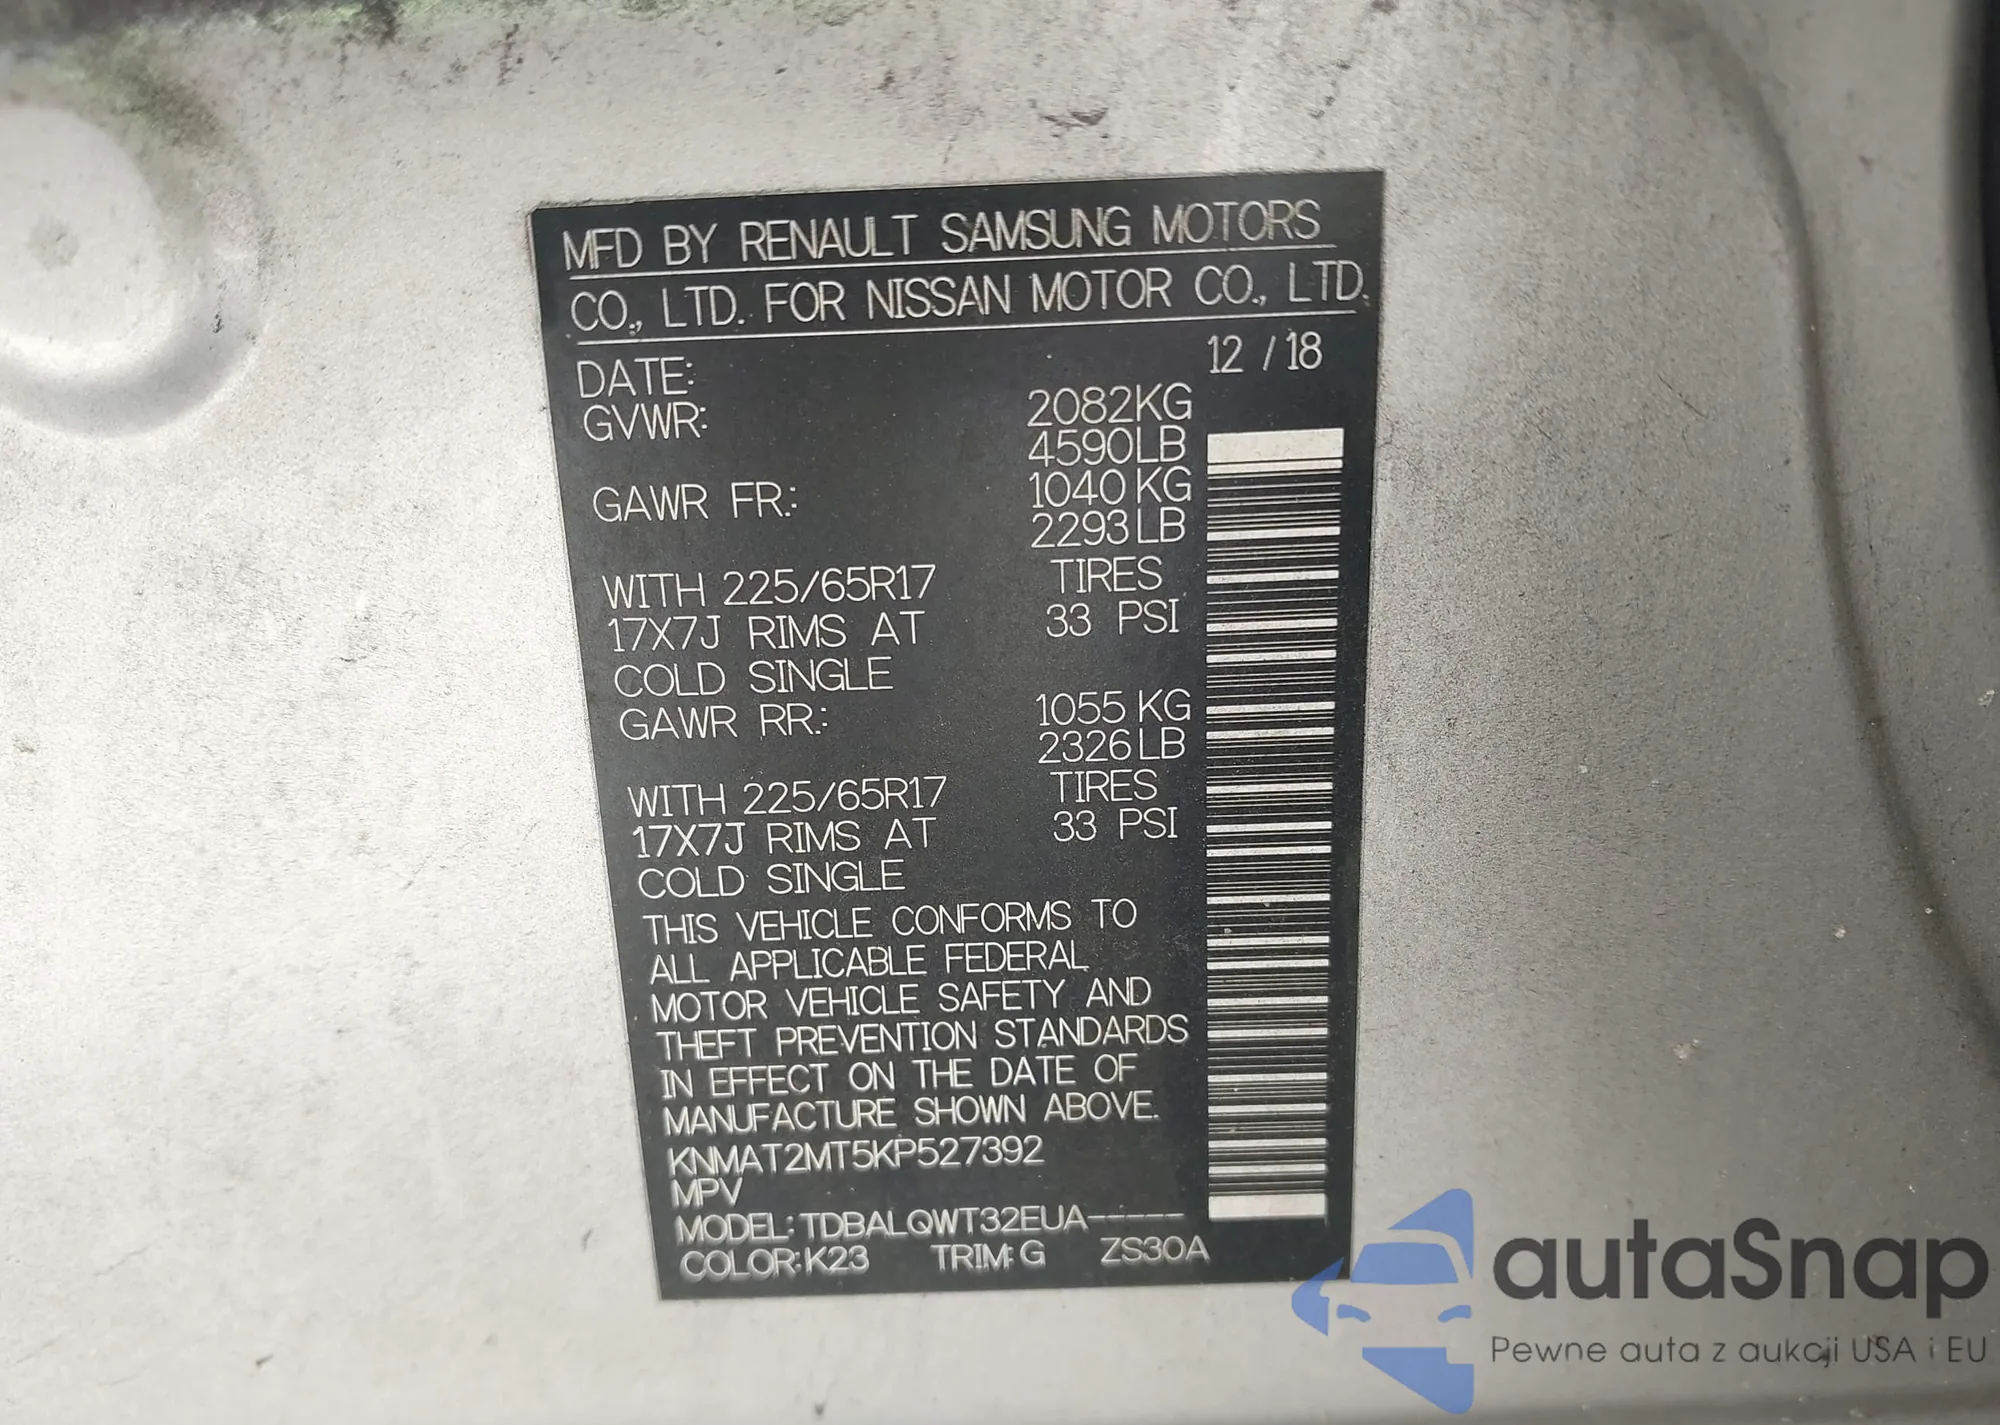 MFD BY RENAULT SAMSUNG MOTORS
CO., LTD. FOR NISSAN MOTOR CO., LTD.
DATE: 12 / 18
GVWR: 2082KG
4590LB
GAWR FR.: 1040 KG
2293LB
WITH 225/65R17 TIRES
17X7J RIMS AT 33 PSI
COLD SINGLE
GAWR RR.: 1055 KG
2326LB
WITH 225/65R17 TIRES
17X7J RIMS AT 33 PSI
COLD SINGLE
THIS VEHICLE CONFORMS TO
ALL APPLICABLE FEDERAL
MOTOR VEHICLE SAFETY AND
THEFT PREVENTION STANDARDS
IN EFFECT ON THE DATE OF
MANUFACTURE SHOWN ABOVE.
KNMAT2MT5KP527392
MPV
MODEL: TDBALQWT32EUA-----
COLOR: K23 TRIM: G ZS30A
autaSnap
Pewne auta z aukcji USA i EU